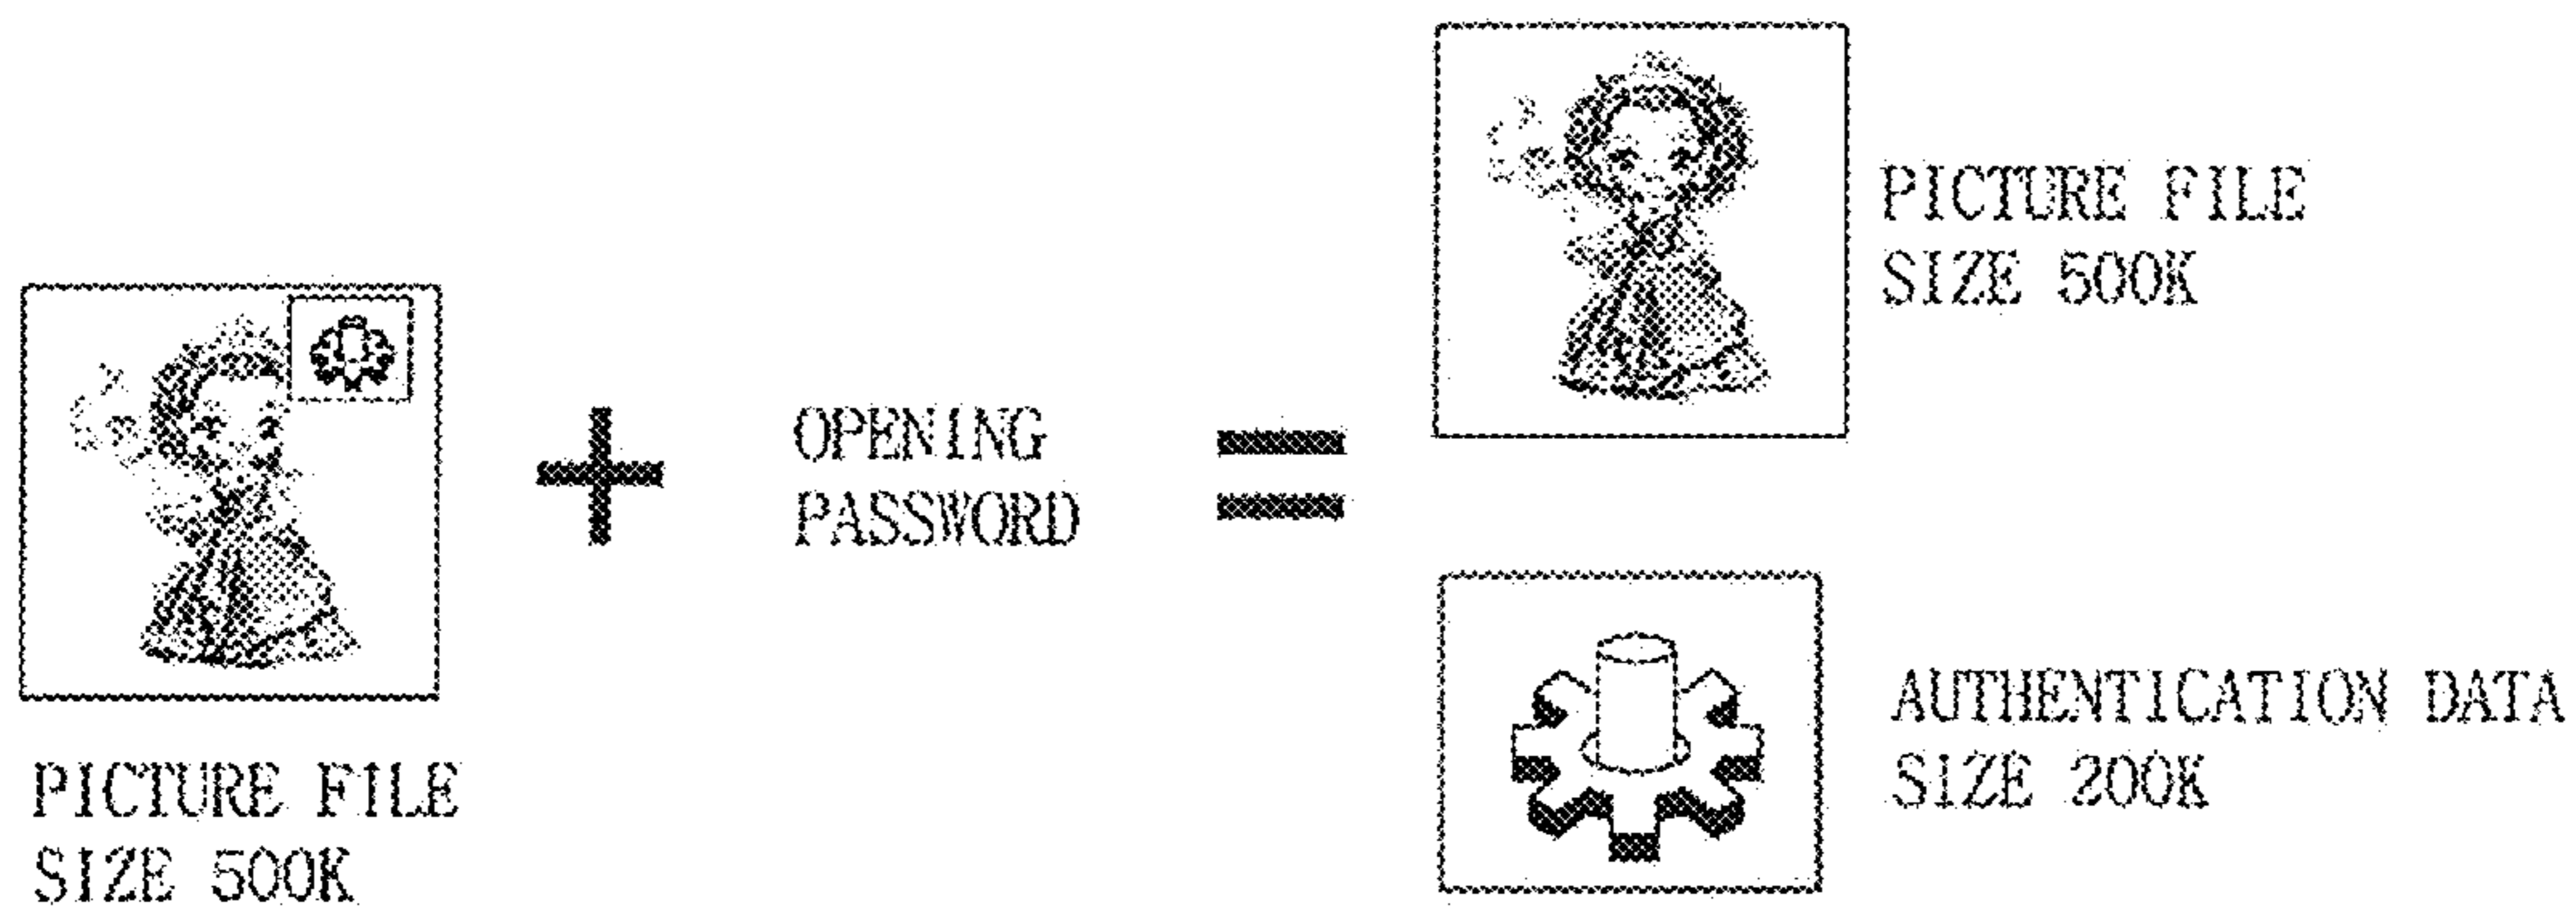 PICTURE FILE
SIZE 500K
OPENING
PASSWORD
PICTURE FILE
SIZE 500K
AUTHENTICATION DATA
SIZE 200K